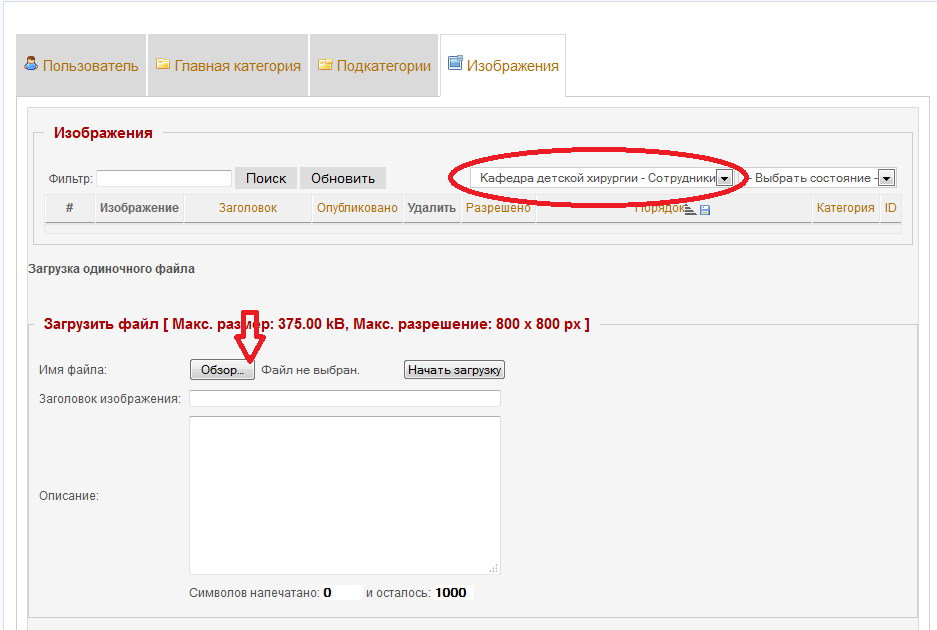 Пользователь Главная категория Подкатегории Изображения
Изображения
Фильтр: Поиск Обновить Кафедра детской хирургии - Сотрудники - Выбрать состояние -
# Изображение Заголовок Опубликовано Удалить Разрешено Порядок Категория ID
Загрузка одиночного файла
Загрузить файл [ Макс. размер: 375.00 kB, Макс. разрешение: 800 x 800 px ]
Имя файла: Обзор... Файл не выбран. Начать загрузку
Заголовок изображения:
Описание:
Символов напечатано: 0 и осталось: 1000